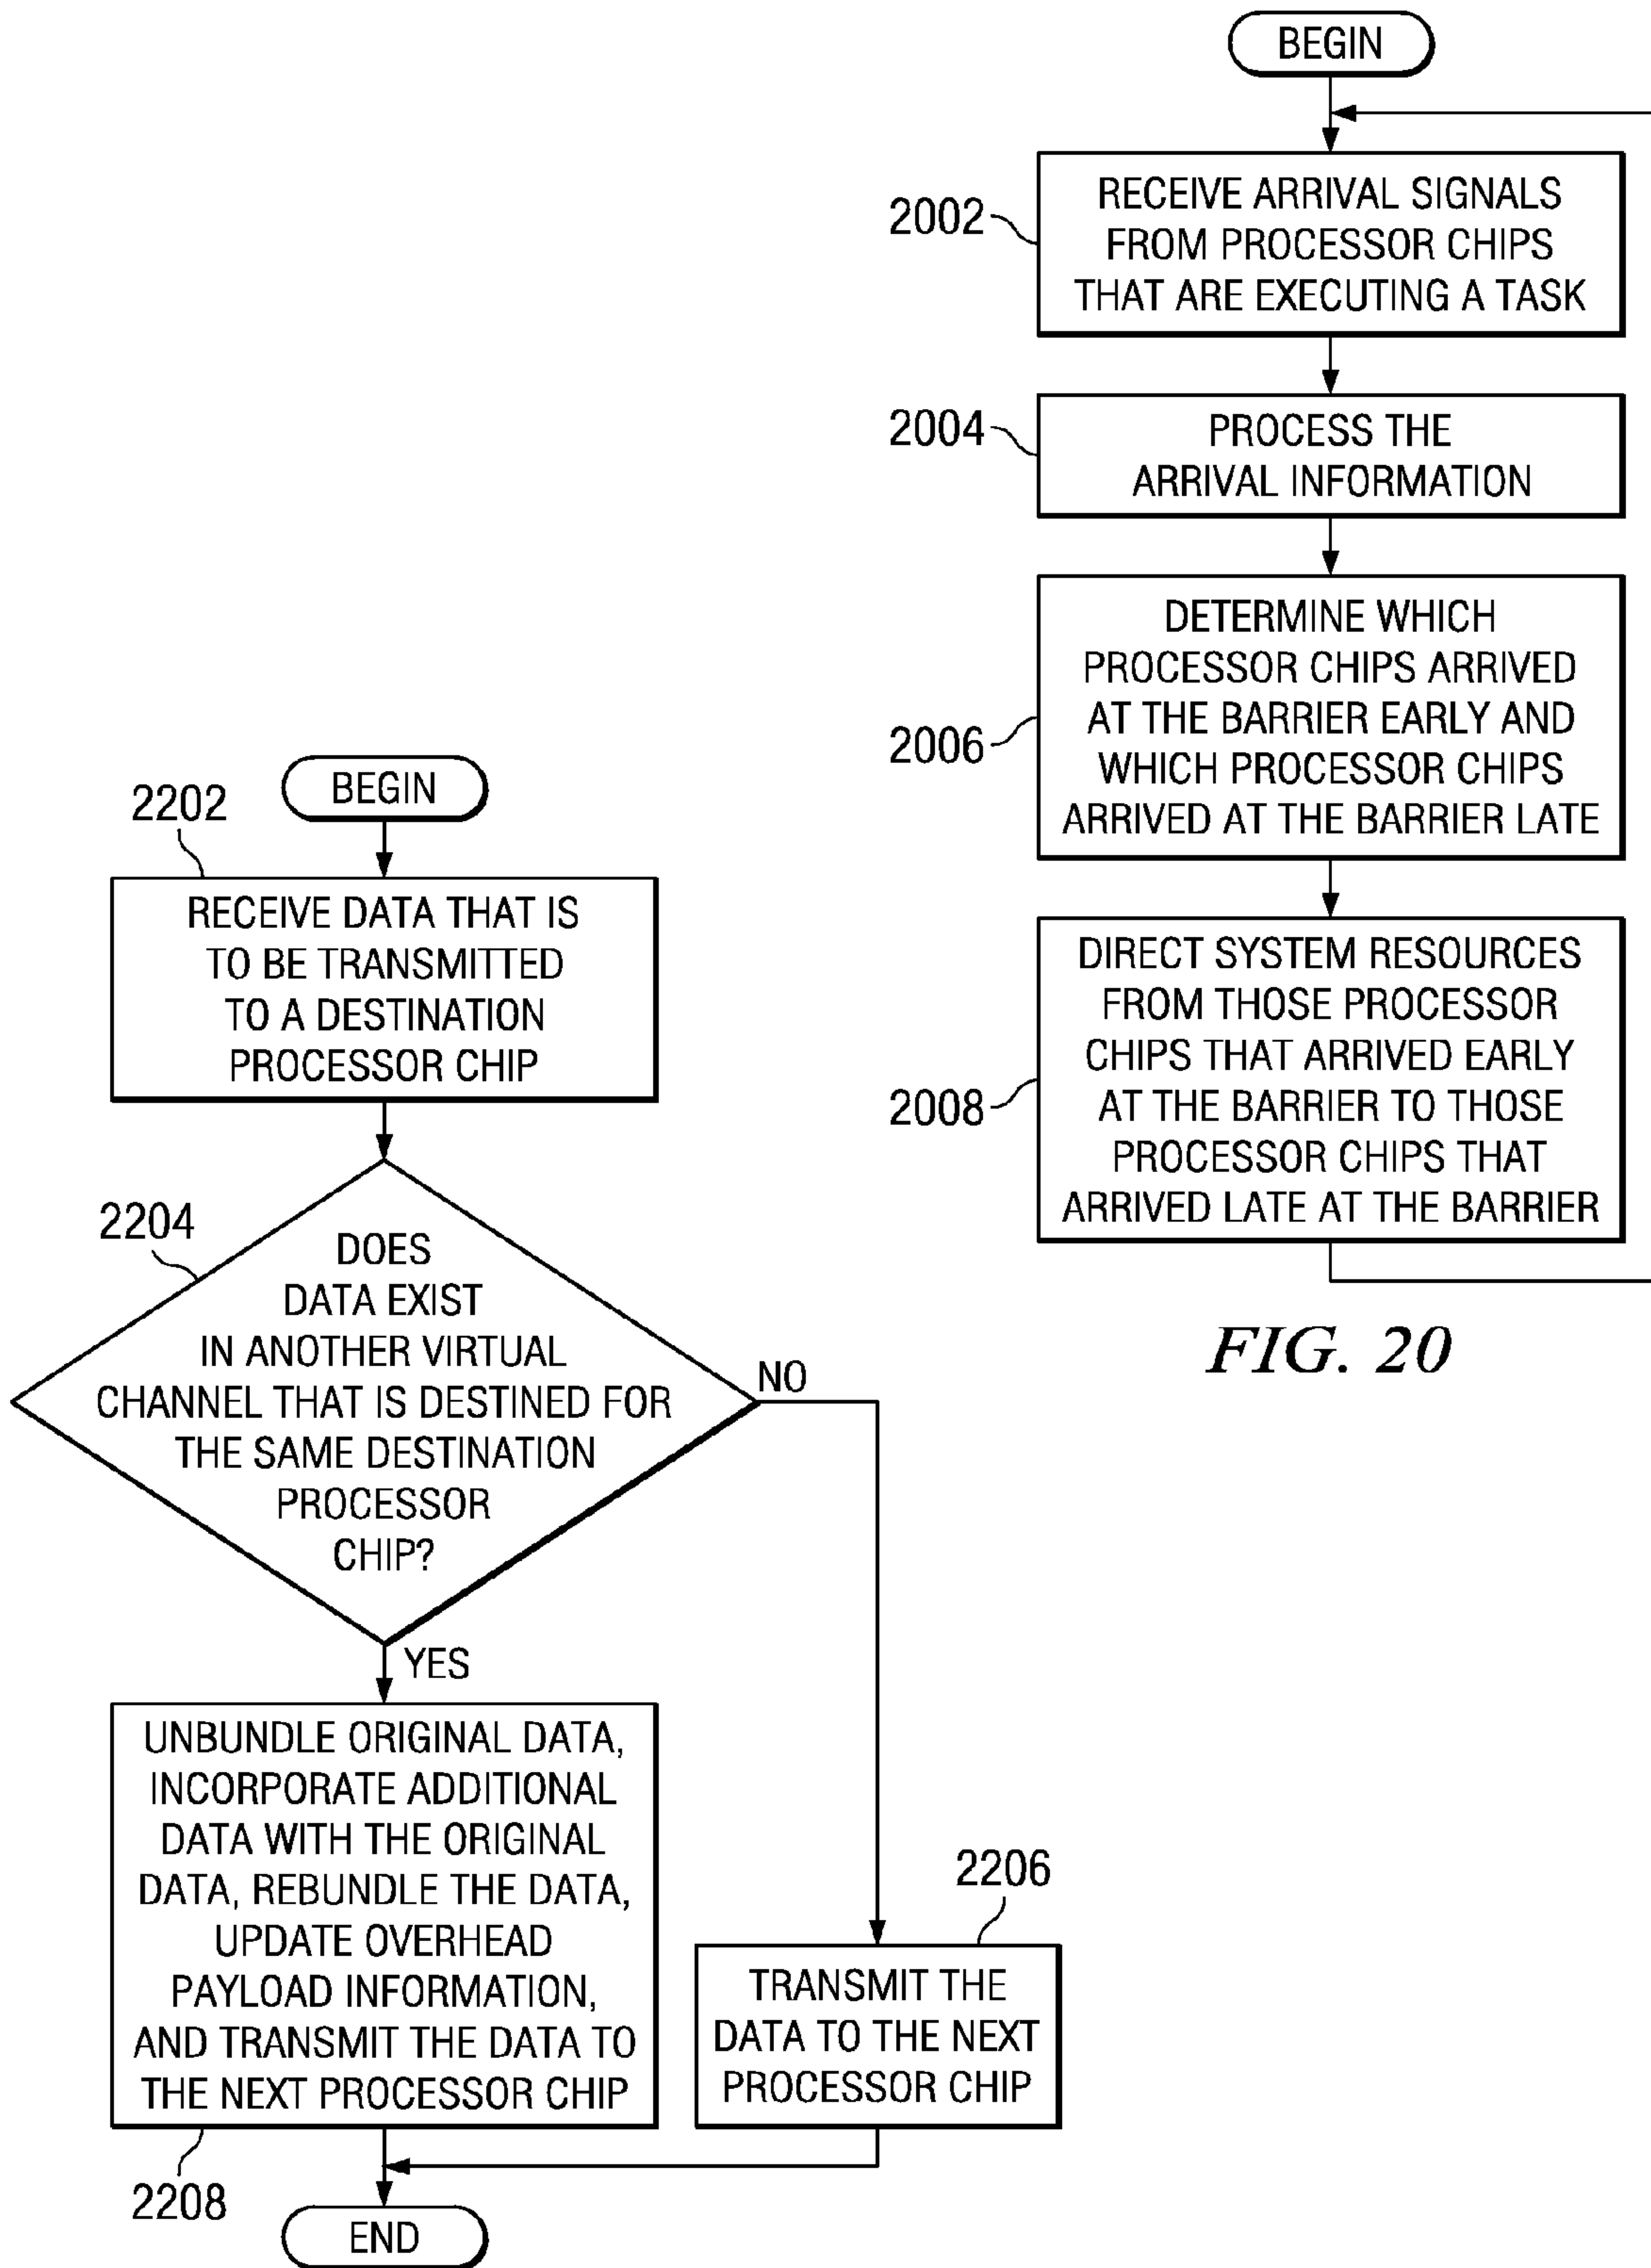 BEGIN
2002
RECEIVE ARRIVAL SIGNALS
FROM PROCESSOR CHIPS
THAT ARE EXECUTING A TASK
2004
PROCESS THE
ARRIVAL INFORMATION
2006
DETERMINE WHICH
PROCESSOR CHIPS ARRIVED
AT THE BARRIER EARLY AND
WHICH PROCESSOR CHIPS
ARRIVED AT THE BARRIER LATE
2008
DIRECT SYSTEM RESOURCES
FROM THOSE PROCESSOR
CHIPS THAT ARRIVED EARLY
AT THE BARRIER TO THOSE
PROCESSOR CHIPS THAT
ARRIVED LATE AT THE BARRIER
FIG. 20
BEGIN
2202
RECEIVE DATA THAT IS
TO BE TRANSMITTED
TO A DESTINATION
PROCESSOR CHIP
2204
DOES
DATA EXIST
IN ANOTHER VIRTUAL
CHANNEL THAT IS DESTINED FOR
THE SAME DESTINATION
PROCESSOR
CHIP?
NO
YES
UNBUNDLE ORIGINAL DATA,
INCORPORATE ADDITIONAL
DATA WITH THE ORIGINAL
DATA, REBUNDLE THE DATA,
UPDATE OVERHEAD
PAYLOAD INFORMATION,
AND TRANSMIT THE DATA TO
THE NEXT PROCESSOR CHIP
2208
2206
TRANSMIT THE
DATA TO THE NEXT
PROCESSOR CHIP
END